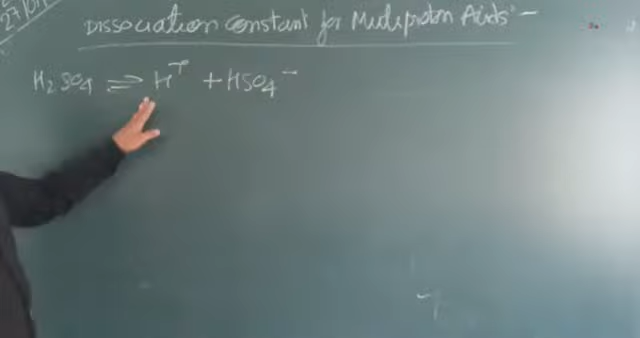 Dissociation constant for Multiproton Acids :-
H₂SO₄ ⇌ H⁺ + HSO₄⁻